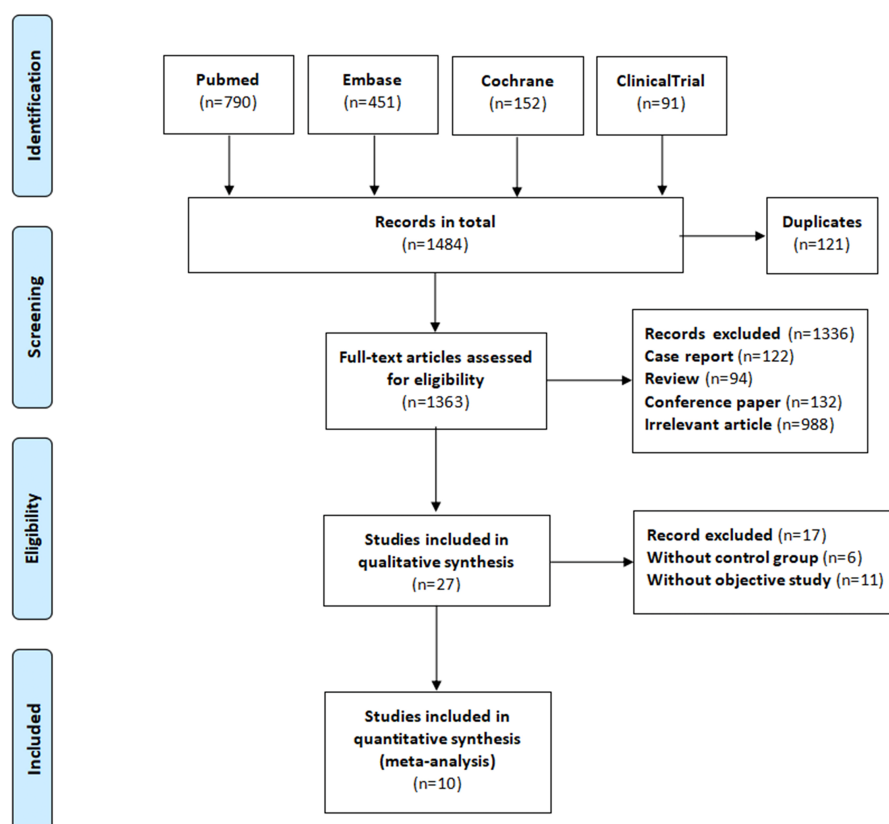 Identification
Pubmed
(n=790)
Embase
(n=451)
Cochrane
(n=152)
ClinicalTrial
(n=91)
Records in total
(n=1484)
Duplicates
(n=121)
Screening
Full-text articles assessed
for eligibility
(n=1363)
Records excluded (n=1336)
Case report (n=122)
Review (n=94)
Conference paper (n=132)
Irrelevant article (n=988)
Eligibility
Studies included in
qualitative synthesis
(n=27)
Record excluded (n=17)
Without control group (n=6)
Without objective study (n=11)
Included
Studies included in
quantitative synthesis
(meta-analysis)
(n=10)